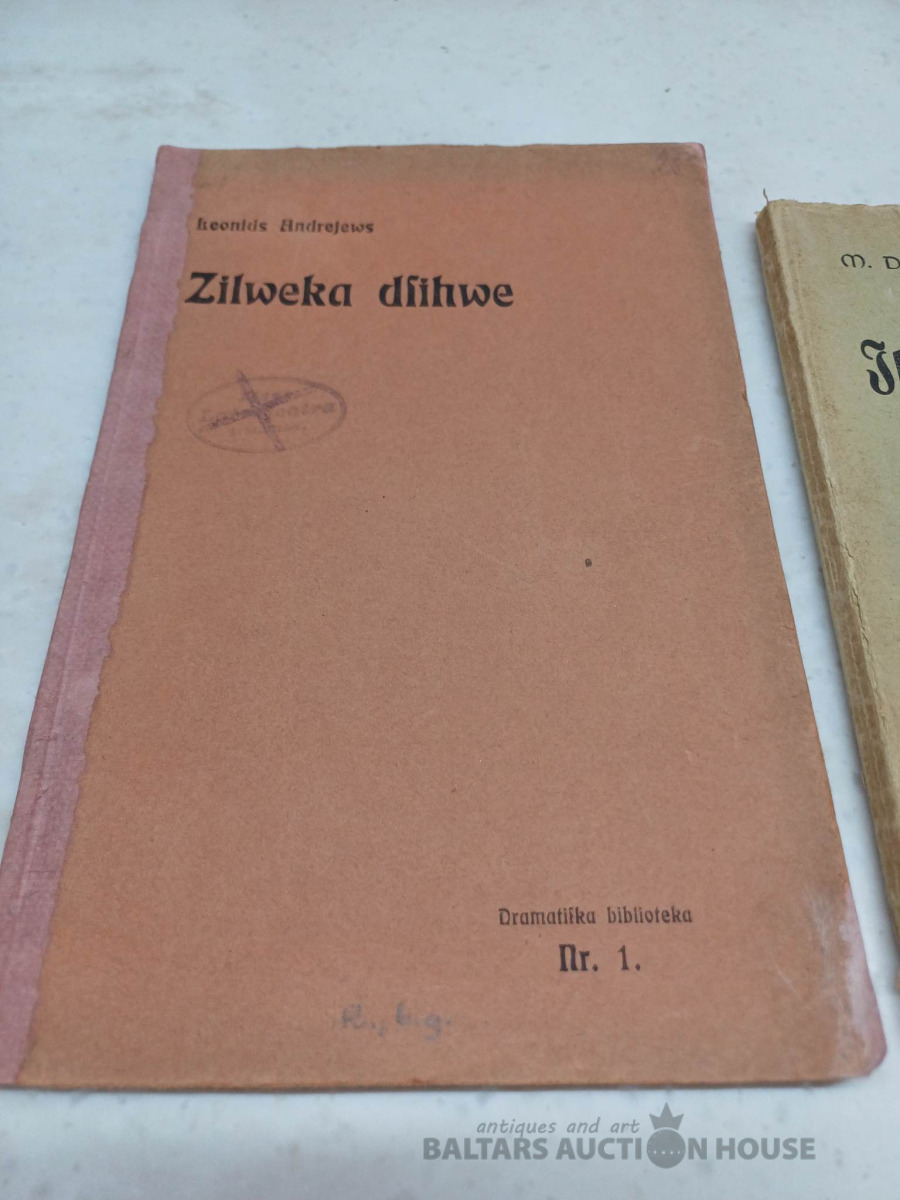 Leonids Andrejews
Zilweka dſihwe
Dramatiſka biblioteka
Nr. 1.
M. D
antiques and art
BALTARS AUCTION HOUSE